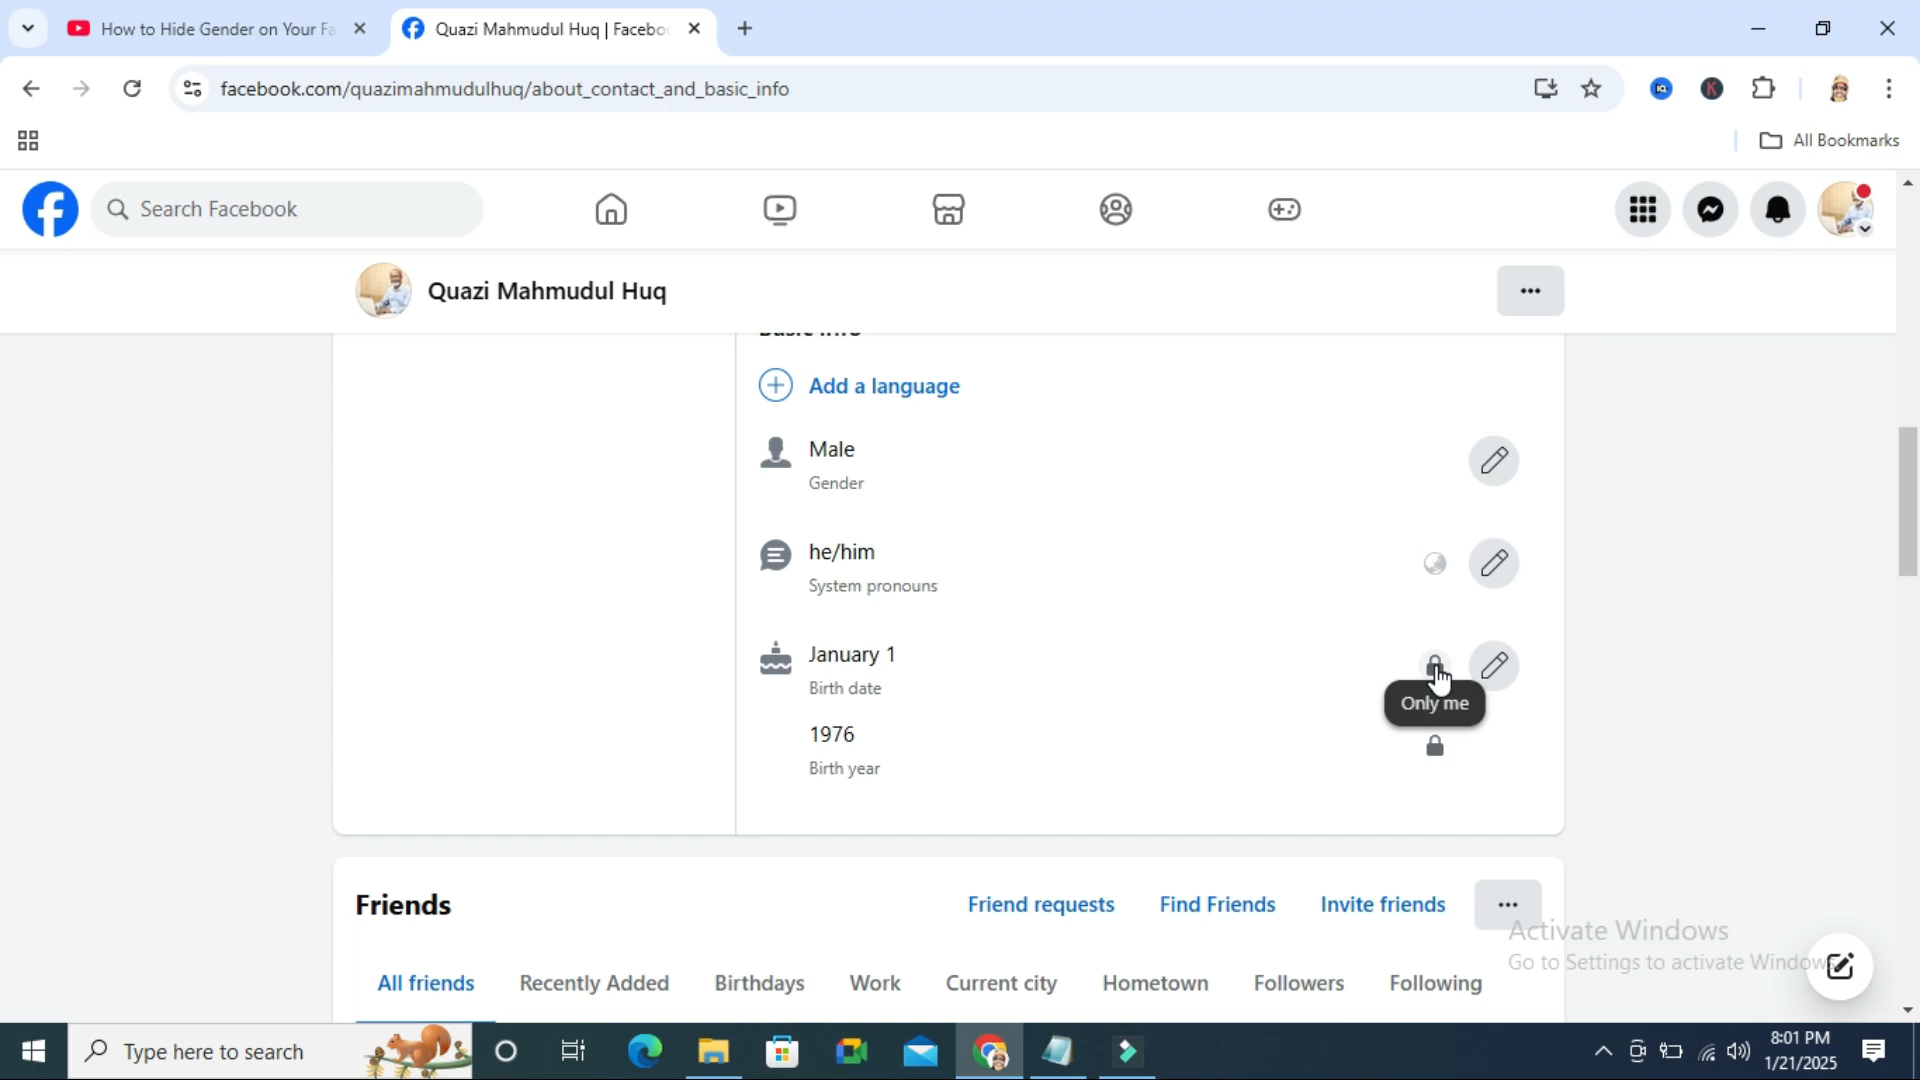 How to Hide Gender on Your Fa
Quazi Mahmudul Huq | Faceboo
facebook.com/quazimahmudulhuq/about_contact_and_basic_info
K
All Bookmarks
Search Facebook
Quazi Mahmudul Huq
Add a language
Male
Gender
he/him
System pronouns
January 1
Birth date
Only me
1976
Birth year
Friends
Friend requests
Find Friends
Invite friends
Activate Windows
Go to Settings to activate Windows
All friends
Recently Added
Birthdays
Work
Current city
Hometown
Followers
Following
Type here to search
8:01 PM
1/21/2025